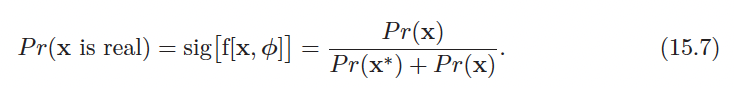 Pr(x is real) = sig[f[x, ϕ]] = Pr(x) / Pr(x*) + Pr(x) . (15.7)